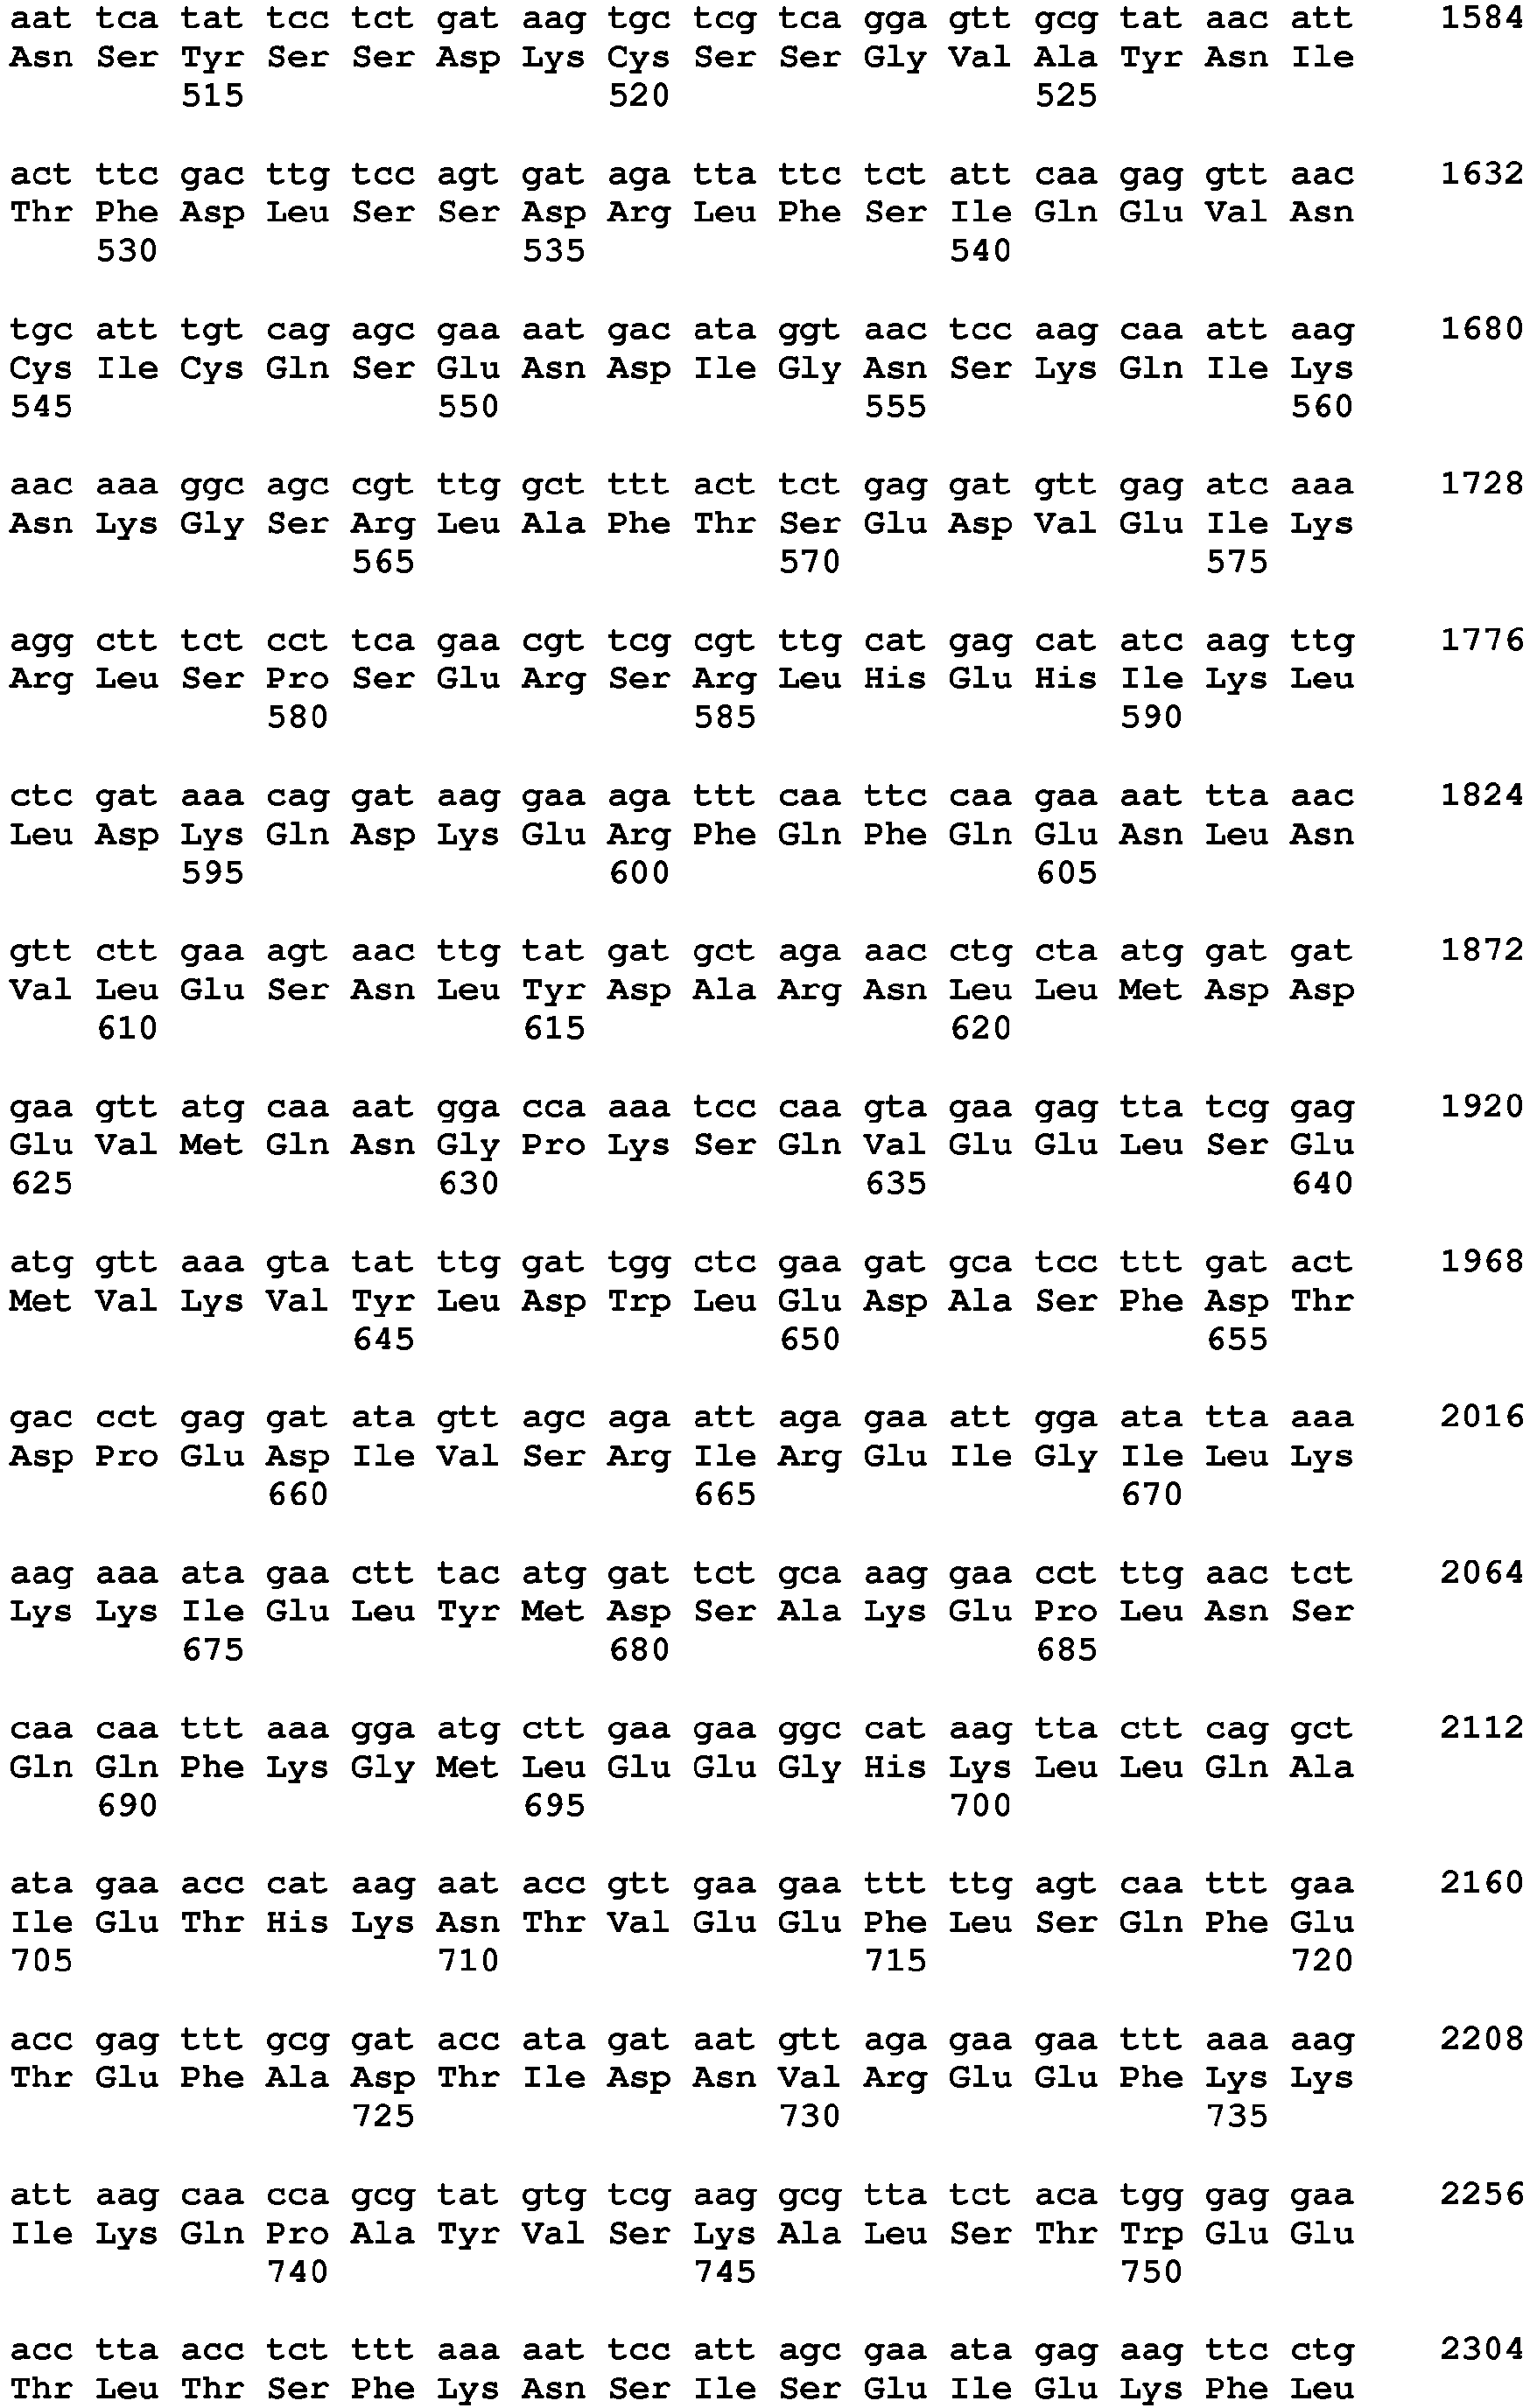 aat tca tat tcc tct gat aag tgc tcg tca gga gtt gcg tat aac att 1584
Asn Ser Tyr Ser Ser Asp Lys Cys Ser Ser Gly Val Ala Tyr Asn Ile
515 520 525
act ttc gac ttg tcc agt gat aga tta ttc tct att caa gag gtt aac 1632
Thr Phe Asp Leu Ser Ser Asp Arg Leu Phe Ser Ile Gln Glu Val Asn
530 535 540
tgc att tgt cag agc gaa aat gac ata ggt aac tcc aag caa att aag 1680
Cys Ile Cys Gln Ser Glu Asn Asp Ile Gly Asn Ser Lys Gln Ile Lys
545 550 555 560
aac aaa ggc agc cgt ttg gct ttt act tct gag gat gtt gag atc aaa 1728
Asn Lys Gly Ser Arg Leu Ala Phe Thr Ser Glu Asp Val Glu Ile Lys
565 570 575
agg ctt tct cct tca gaa cgt tcg cgt ttg cat gag cat atc aag ttg 1776
Arg Leu Ser Pro Ser Glu Arg Ser Arg Leu His Glu His Ile Lys Leu
580 585 590
ctc gat aaa cag gat aag gaa aga ttt caa ttc caa gaa aat tta aac 1824
Leu Asp Lys Gln Asp Lys Glu Arg Phe Gln Phe Gln Glu Asn Leu Asn
595 600 605
gtt ctt gaa agt aac ttg tat gat gct aga aac ctg cta atg gat gat 1872
Val Leu Glu Ser Asn Leu Tyr Asp Ala Arg Asn Leu Leu Met Asp Asp
610 615 620
gaa gtt atg caa aat gga cca aaa tcc caa gta gaa gag tta tcg gag 1920
Glu Val Met Gln Asn Gly Pro Lys Ser Gln Val Glu Glu Leu Ser Glu
625 630 635 640
atg gtt aaa gta tat ttg gat tgg ctc gaa gat gca tcc ttt gat act 1968
Met Val Lys Val Tyr Leu Asp Trp Leu Glu Asp Ala Ser Phe Asp Thr
645 650 655
gac cct gag gat ata gtt agc aga att aga gaa att gga ata tta aaa 2016
Asp Pro Glu Asp Ile Val Ser Arg Ile Arg Glu Ile Gly Ile Leu Lys
660 665 670
aag aaa ata gaa ctt tac atg gat tct gca aag gaa cct ttg aac tct 2064
Lys Lys Ile Glu Leu Tyr Met Asp Ser Ala Lys Glu Pro Leu Asn Ser
675 680 685
caa caa ttt aaa gga atg ctt gaa gaa ggc cat aag tta ctt cag gct 2112
Gln Gln Phe Lys Gly Met Leu Glu Glu Gly His Lys Leu Leu Gln Ala
690 695 700
ata gaa acc cat aag aat acc gtt gaa gaa ttt ttg agt caa ttt gaa 2160
Ile Glu Thr His Lys Asn Thr Val Glu Glu Phe Leu Ser Gln Phe Glu
705 710 715 720
acc gag ttt gcg gat acc ata gat aat gtt aga gaa gaa ttt aaa aag 2208
Thr Glu Phe Ala Asp Thr Ile Asp Asn Val Arg Glu Glu Phe Lys Lys
725 730 735
att aag caa cca gcg tat gtg tcg aag gcg tta tct aca tgg gag gaa 2256
Ile Lys Gln Pro Ala Tyr Val Ser Lys Ala Leu Ser Thr Trp Glu Glu
740 745 750
acc tta acc tct ttt aaa aat tcc att agc gaa ata gag aag ttc ctg 2304
Thr Leu Thr Ser Phe Lys Asn Ser Ile Ser Glu Ile Glu Lys Phe Leu